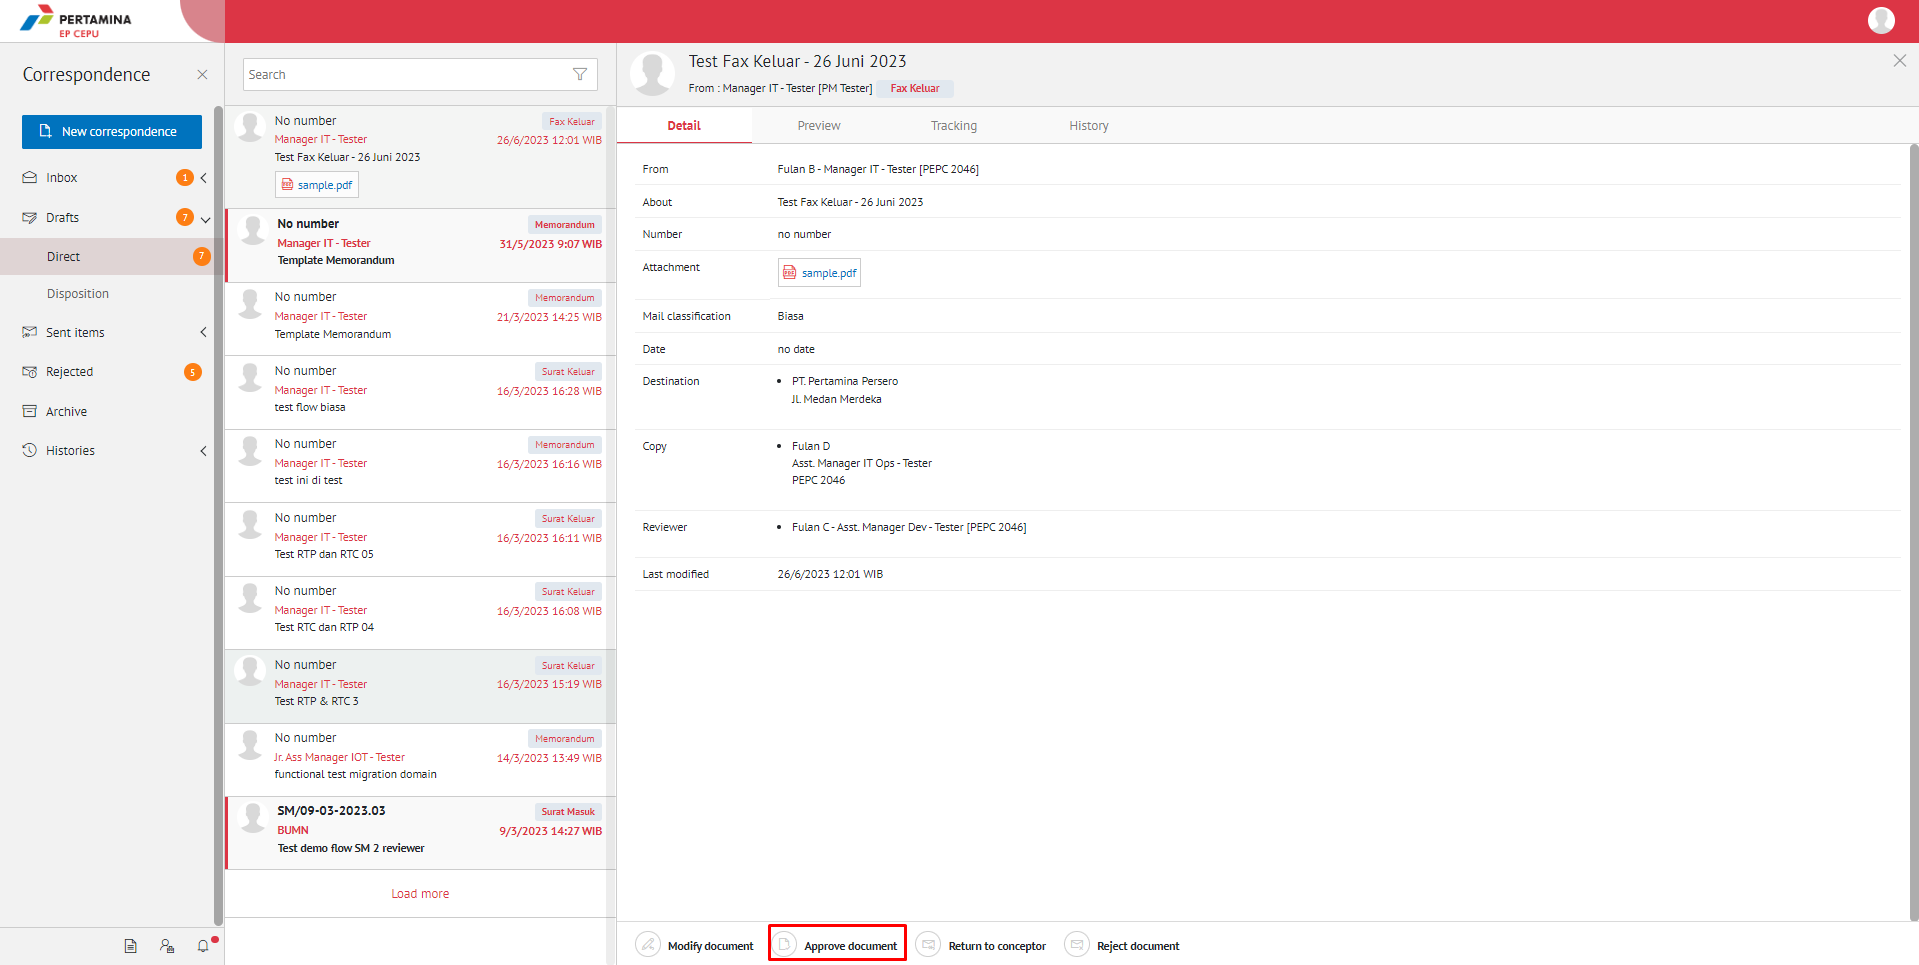 PERTAMINA
EP CEPU
Correspondence
New correspondence
Inbox 1
Drafts 7
Direct 7
Disposition
Sent items
Rejected 5
Archive
Histories
Search
No number Fax Keluar
Manager IT - Tester 26/6/2023 12:01 WIB
Test Fax Keluar - 26 Juni 2023
sample.pdf
No number Memorandum
Manager IT - Tester 31/5/2023 9:07 WIB
Template Memorandum
No number Memorandum
Manager IT - Tester 21/3/2023 14:25 WIB
Template Memorandum
No number Surat Keluar
Manager IT - Tester 16/3/2023 16:28 WIB
test flow biasa
No number Memorandum
Manager IT - Tester 16/3/2023 16:16 WIB
test ini di test
No number Surat Keluar
Manager IT - Tester 16/3/2023 16:11 WIB
Test RTP dan RTC 05
No number Surat Keluar
Manager IT - Tester 16/3/2023 16:08 WIB
Test RTC dan RTP 04
No number Surat Keluar
Manager IT - Tester 16/3/2023 15:19 WIB
Test RTP & RTC 3
No number Memorandum
Jr. Ass Manager IOT - Tester 14/3/2023 13:49 WIB
functional test migration domain
SM/09-03-2023.03 Surat Masuk
BUMN 9/3/2023 14:27 WIB
Test demo flow SM 2 reviewer
Load more
Test Fax Keluar - 26 Juni 2023
From : Manager IT - Tester [PM Tester] Fax Keluar
Detail Preview Tracking History
From Fulan B - Manager IT - Tester [PEPC 2046]
About Test Fax Keluar - 26 Juni 2023
Number no number
Attachment sample.pdf
Mail classification Biasa
Date no date
Destination • PT. Pertamina Persero
Jl. Medan Merdeka
Copy • Fulan D
Asst. Manager IT Ops - Tester
PEPC 2046
Reviewer • Fulan C - Asst. Manager Dev - Tester [PEPC 2046]
Last modified 26/6/2023 12:01 WIB
Modify document Approve document Return to conceptor Reject document